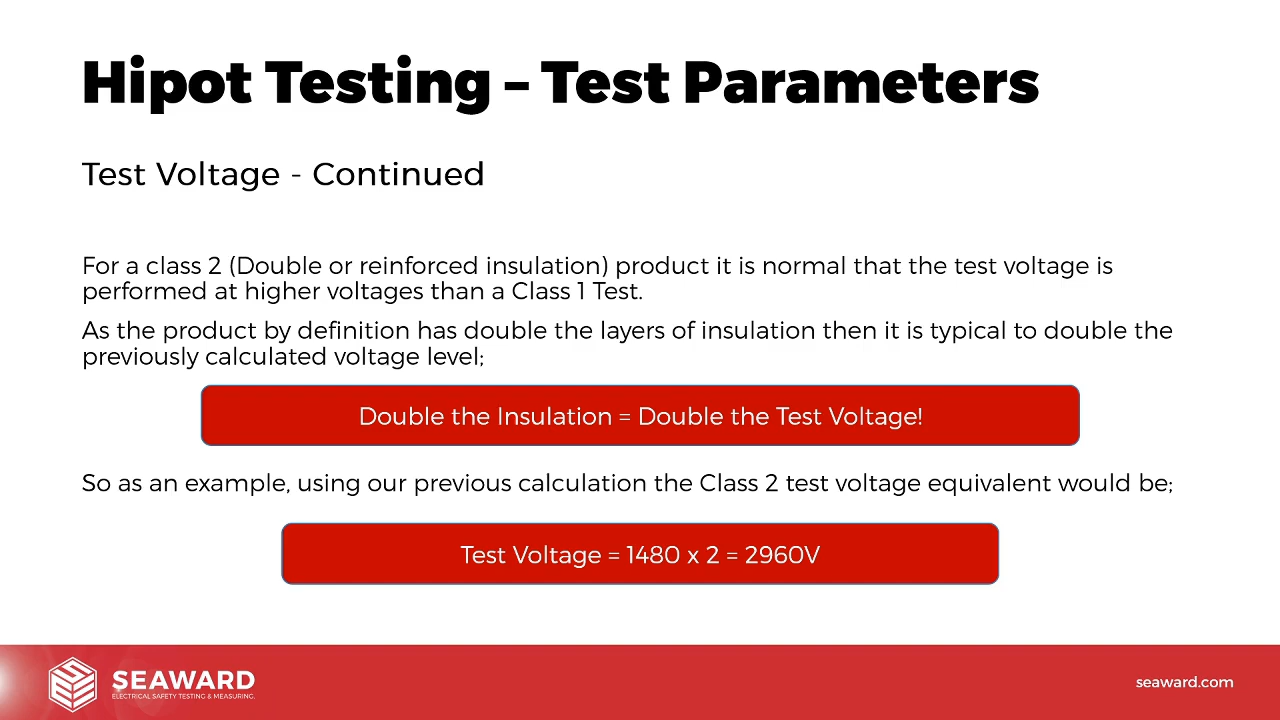 Hipot Testing – Test Parameters
Test Voltage - Continued
For a class 2 (Double or reinforced insulation) product it is normal that the test voltage is
performed at higher voltages than a Class 1 Test.
As the product by definition has double the layers of insulation then it is typical to double the
previously calculated voltage level;
Double the Insulation = Double the Test Voltage!
So as an example, using our previous calculation the Class 2 test voltage equivalent would be;
Test Voltage = 1480 x 2 = 2960V
SEAWARD
ELECTRICAL SAFETY TESTING & MEASURING.
seaward.com